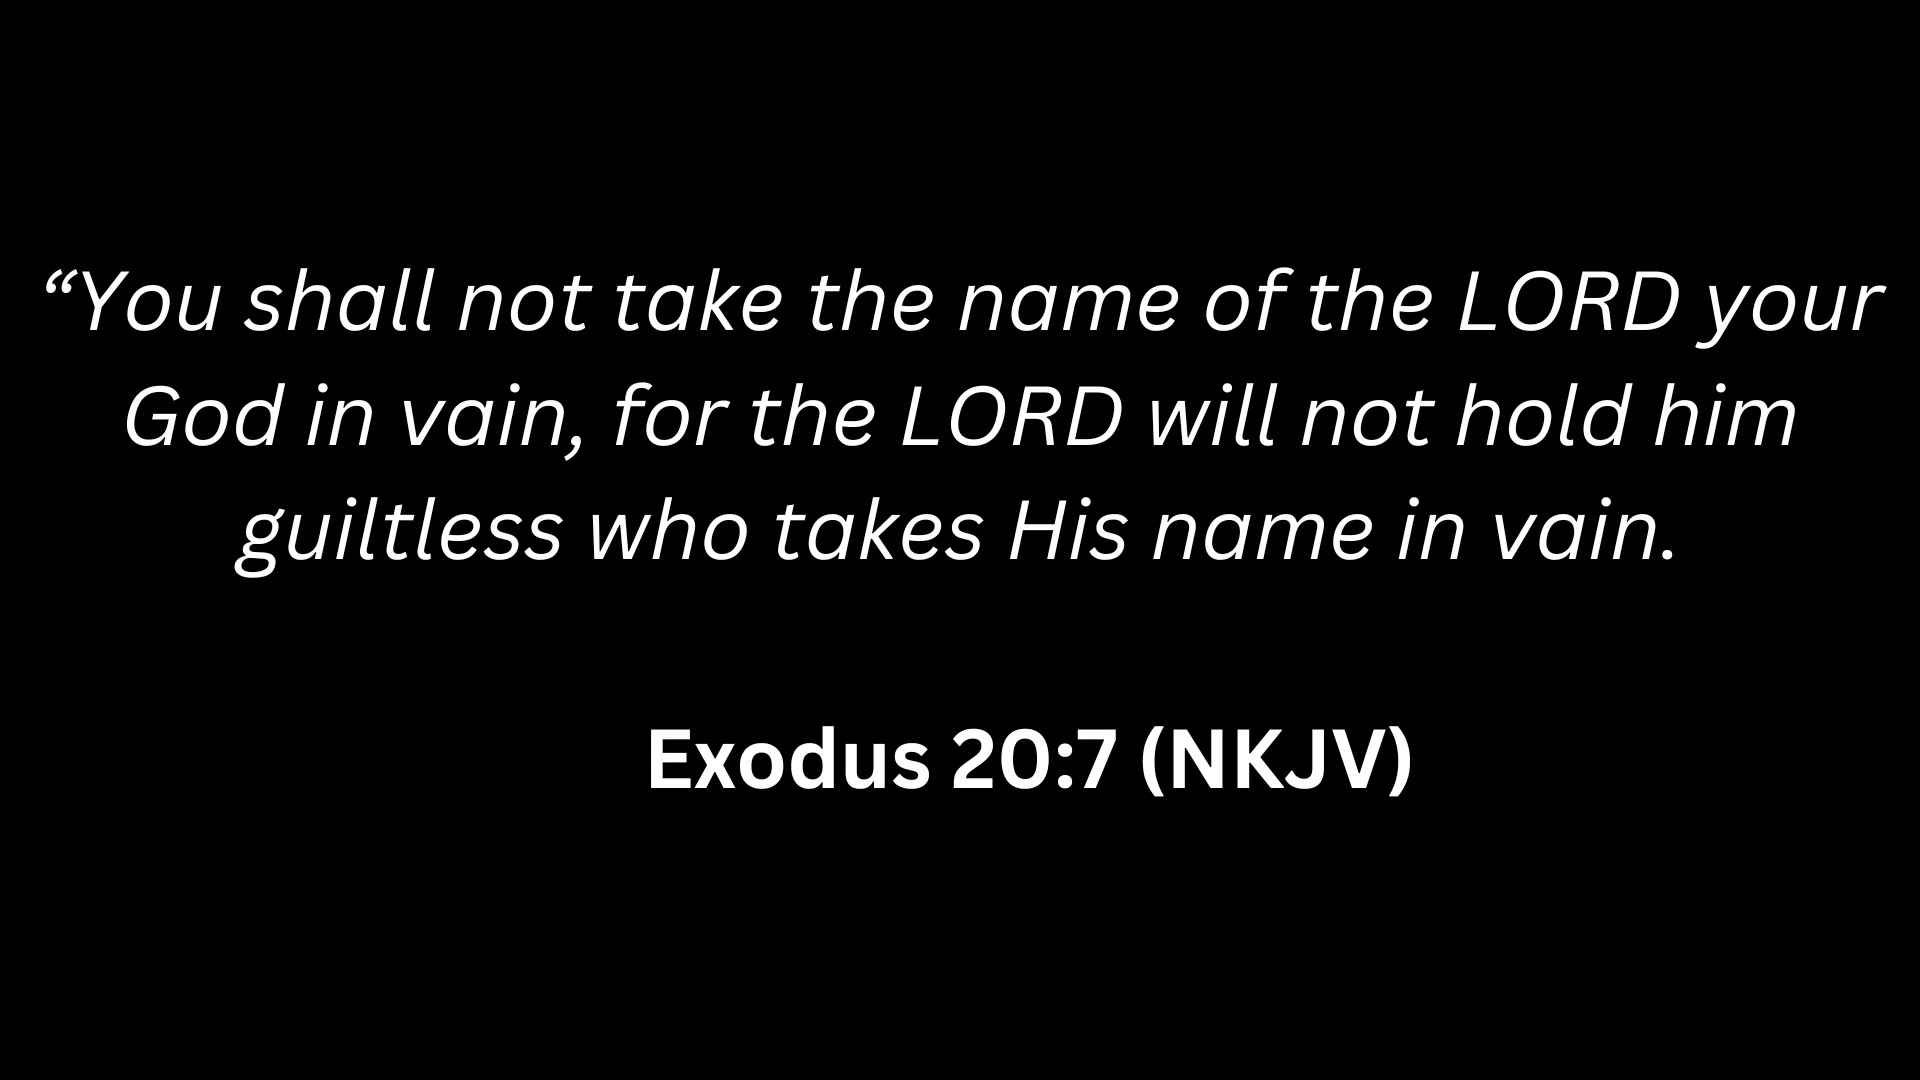 “You shall not take the name of the LORD your
God in vain, for the LORD will not hold him
guiltless who takes His name in vain.
Exodus 20:7 (NKJV)